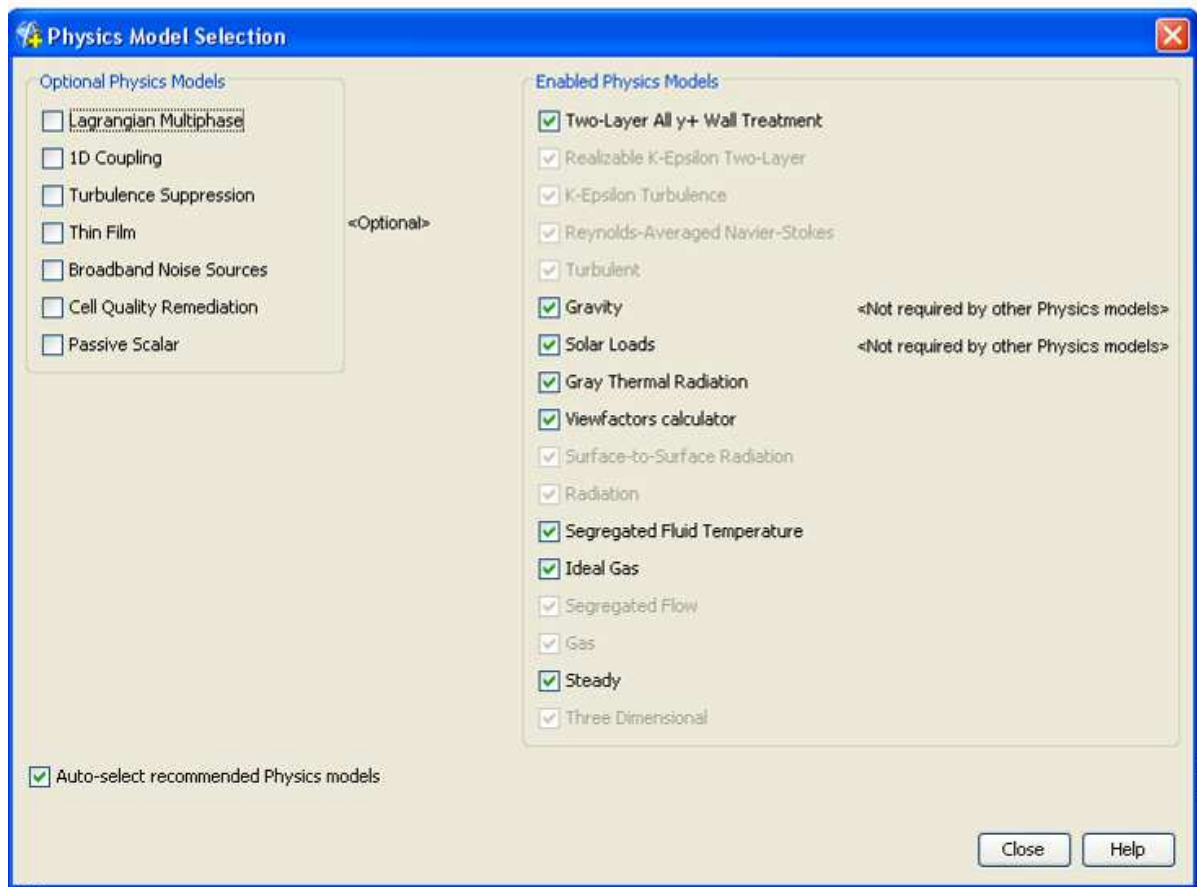 Physics Model Selection
Optional Physics Models
Lagrangian Multiphase
1D Coupling
Turbulence Suppression
Thin Film
Broadband Noise Sources
Cell Quality Remediation
Passive Scalar
<Optional>
Enabled Physics Models
Two-Layer All y+ Wall Treatment
Realizable K-Epsilon Two-Layer
K-Epsilon Turbulence
Reynolds-Averaged Navier-Stokes
Turbulent
Gravity <Not required by other Physics models>
Solar Loads <Not required by other Physics models>
Gray Thermal Radiation
Viewfactors calculator
Surface-to-Surface Radiation
Radiation
Segregated Fluid Temperature
Ideal Gas
Segregated Flow
Gas
Steady
Three Dimensional
Auto-select recommended Physics models
Close Help